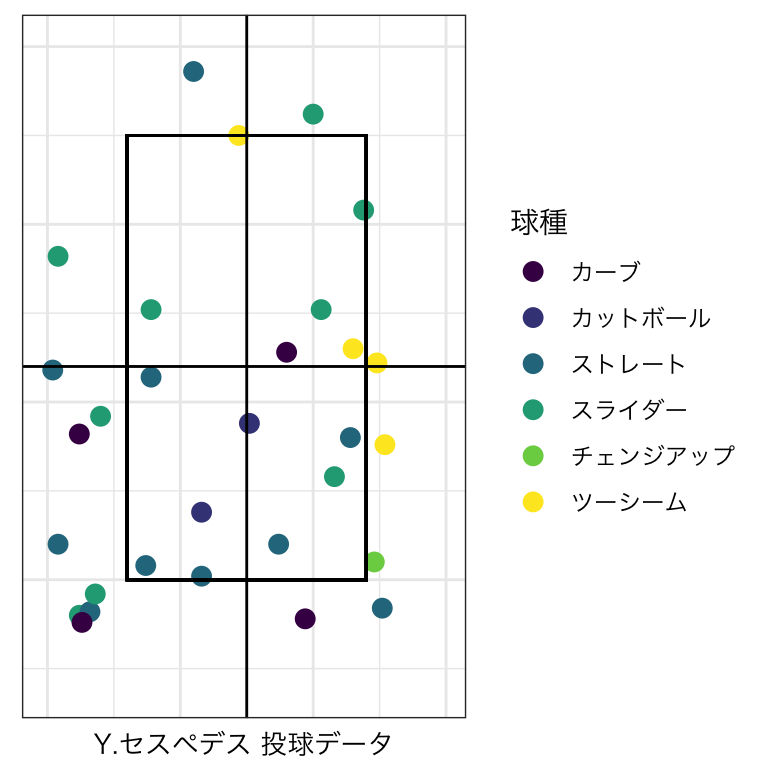 球種
カーブ
カットボール
ストレート
スライダー
チェンジアップ
ツーシーム
Y.セスペデス 投球データ